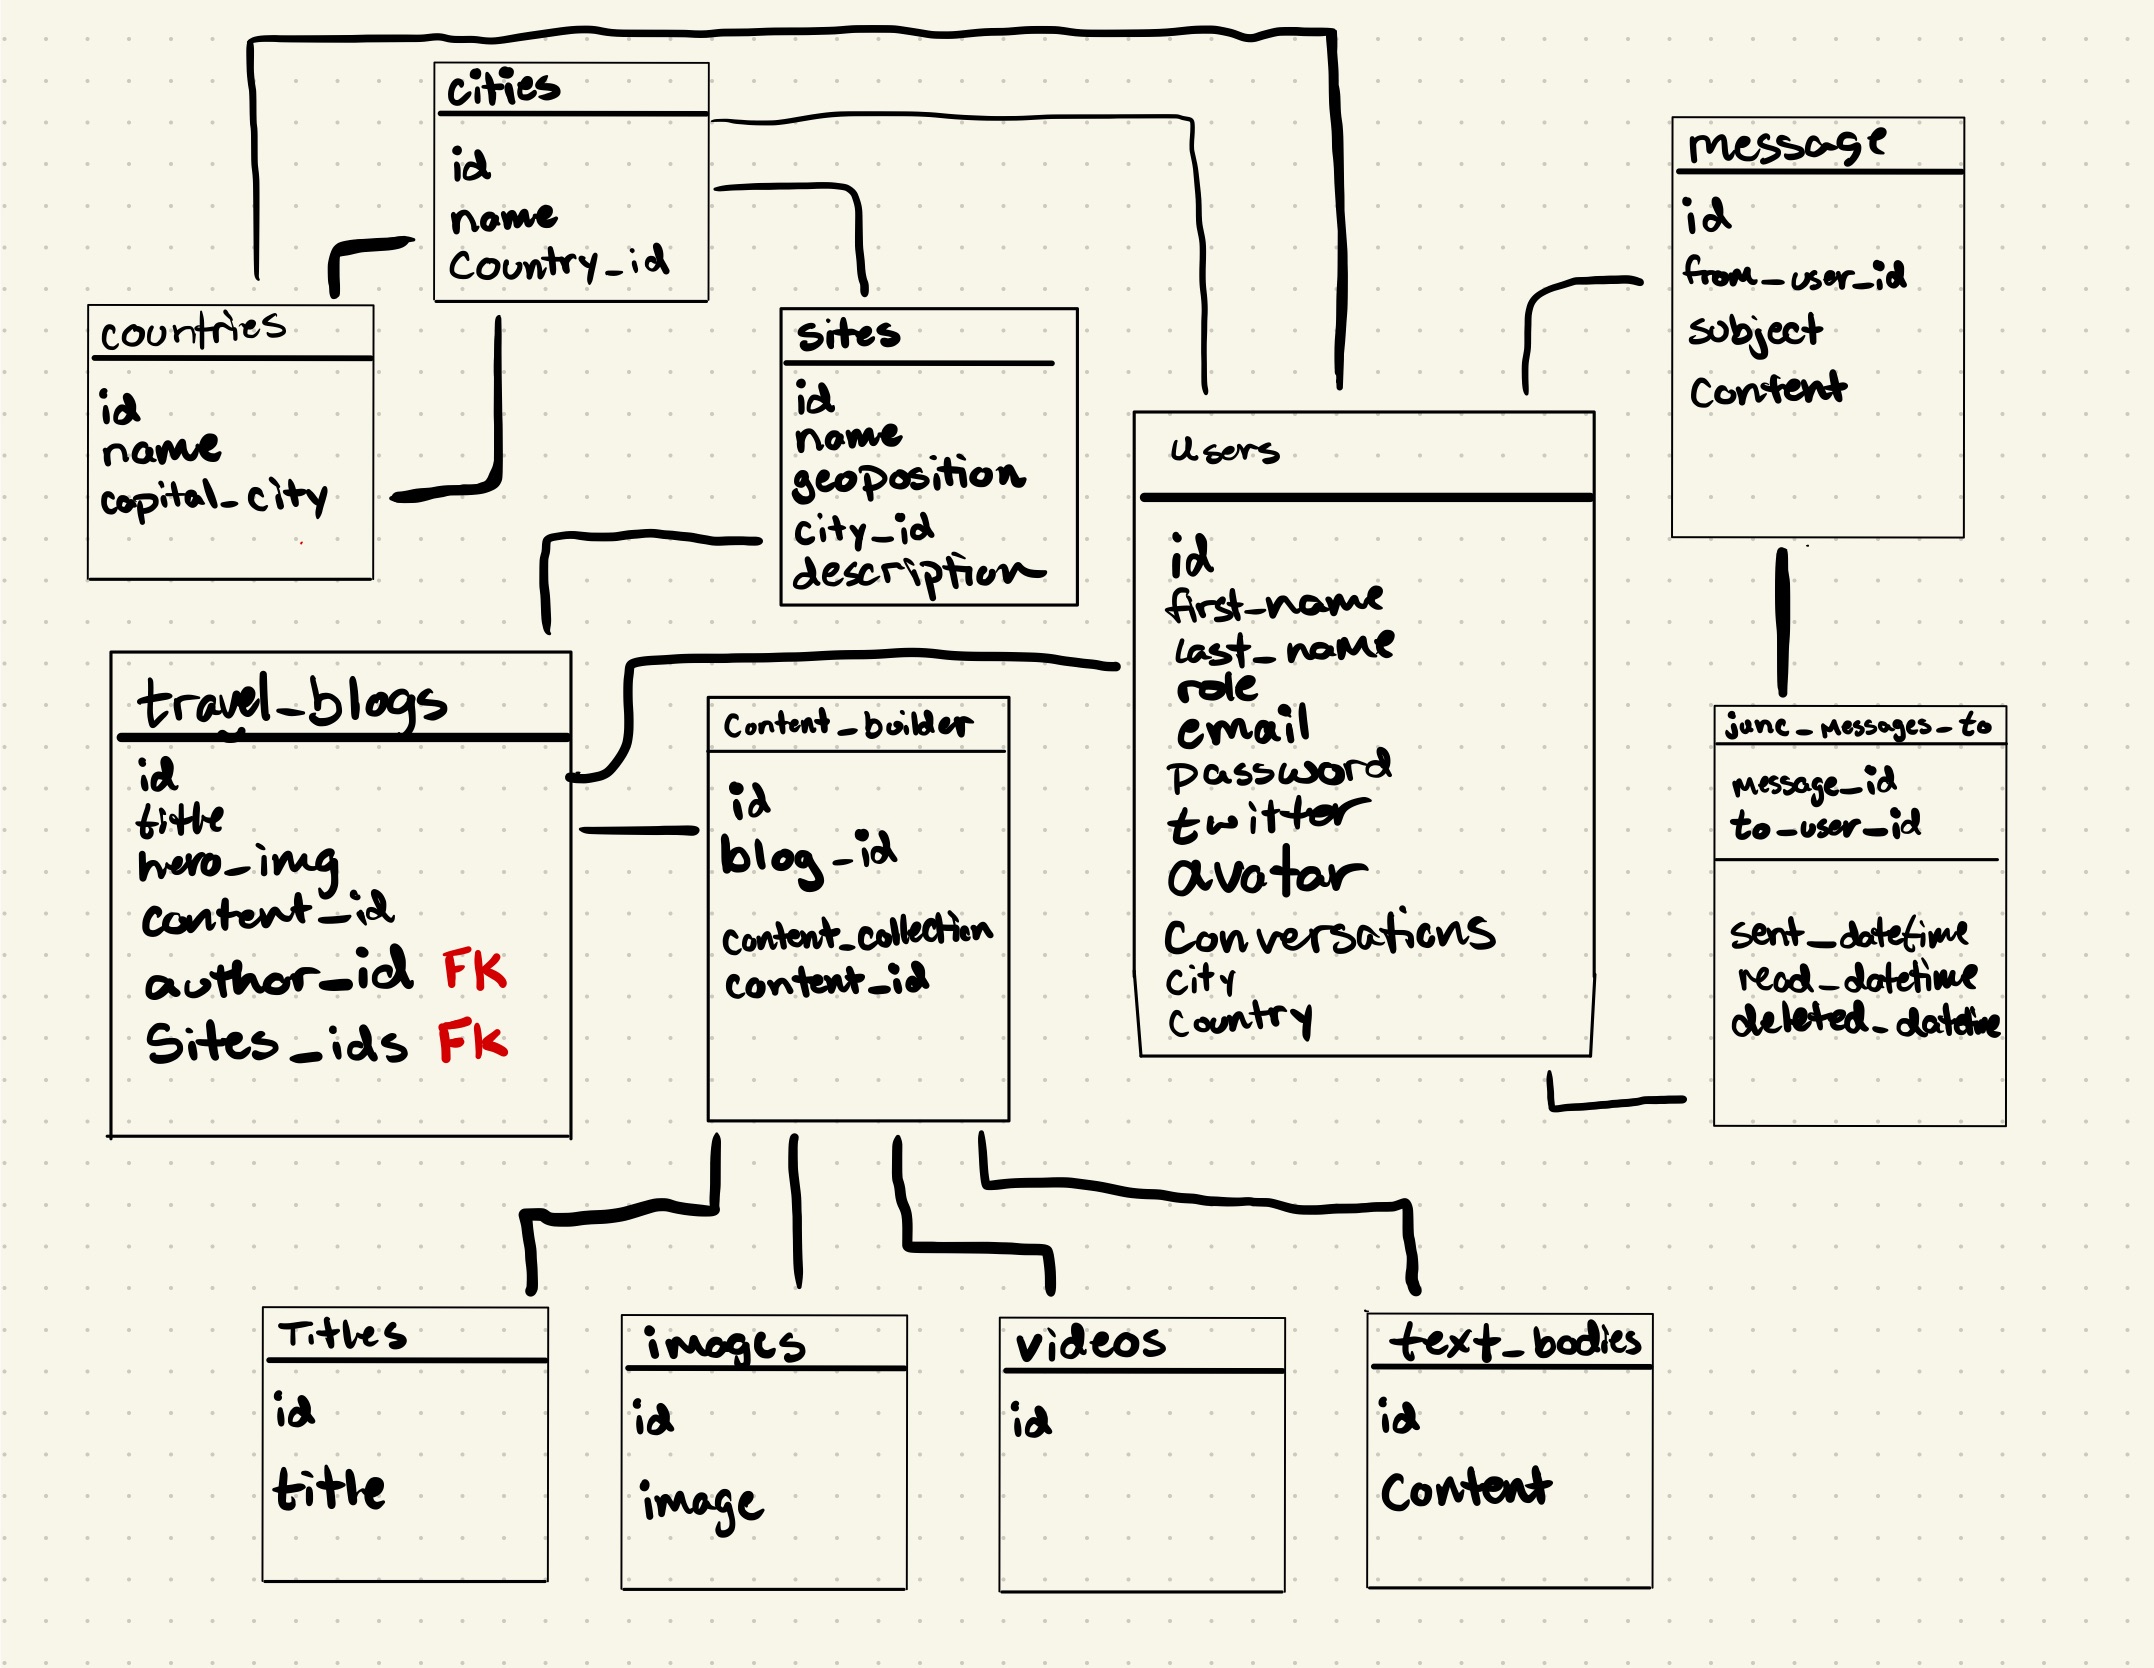 cities
id
name
Country_id
countries
id
name
capital_city
sites
id
name
geoposition
city_id
description
message
id
from_user_id
subject
Content
users
id
first_name
last_name
role
email
password
twitter
avatar
Conversations
City
Country
junc_messages_to
message_id
to_user_id
sent_datetime
read_datetime
deleted_datetime
travel_blogs
id
title
hero_img
content_id
author_id FK
Sites_ids FK
Content_builder
id
blog_id
content_collection
content_id
Titles
id
title
images
id
image
videos
id
text_bodies
id
Content